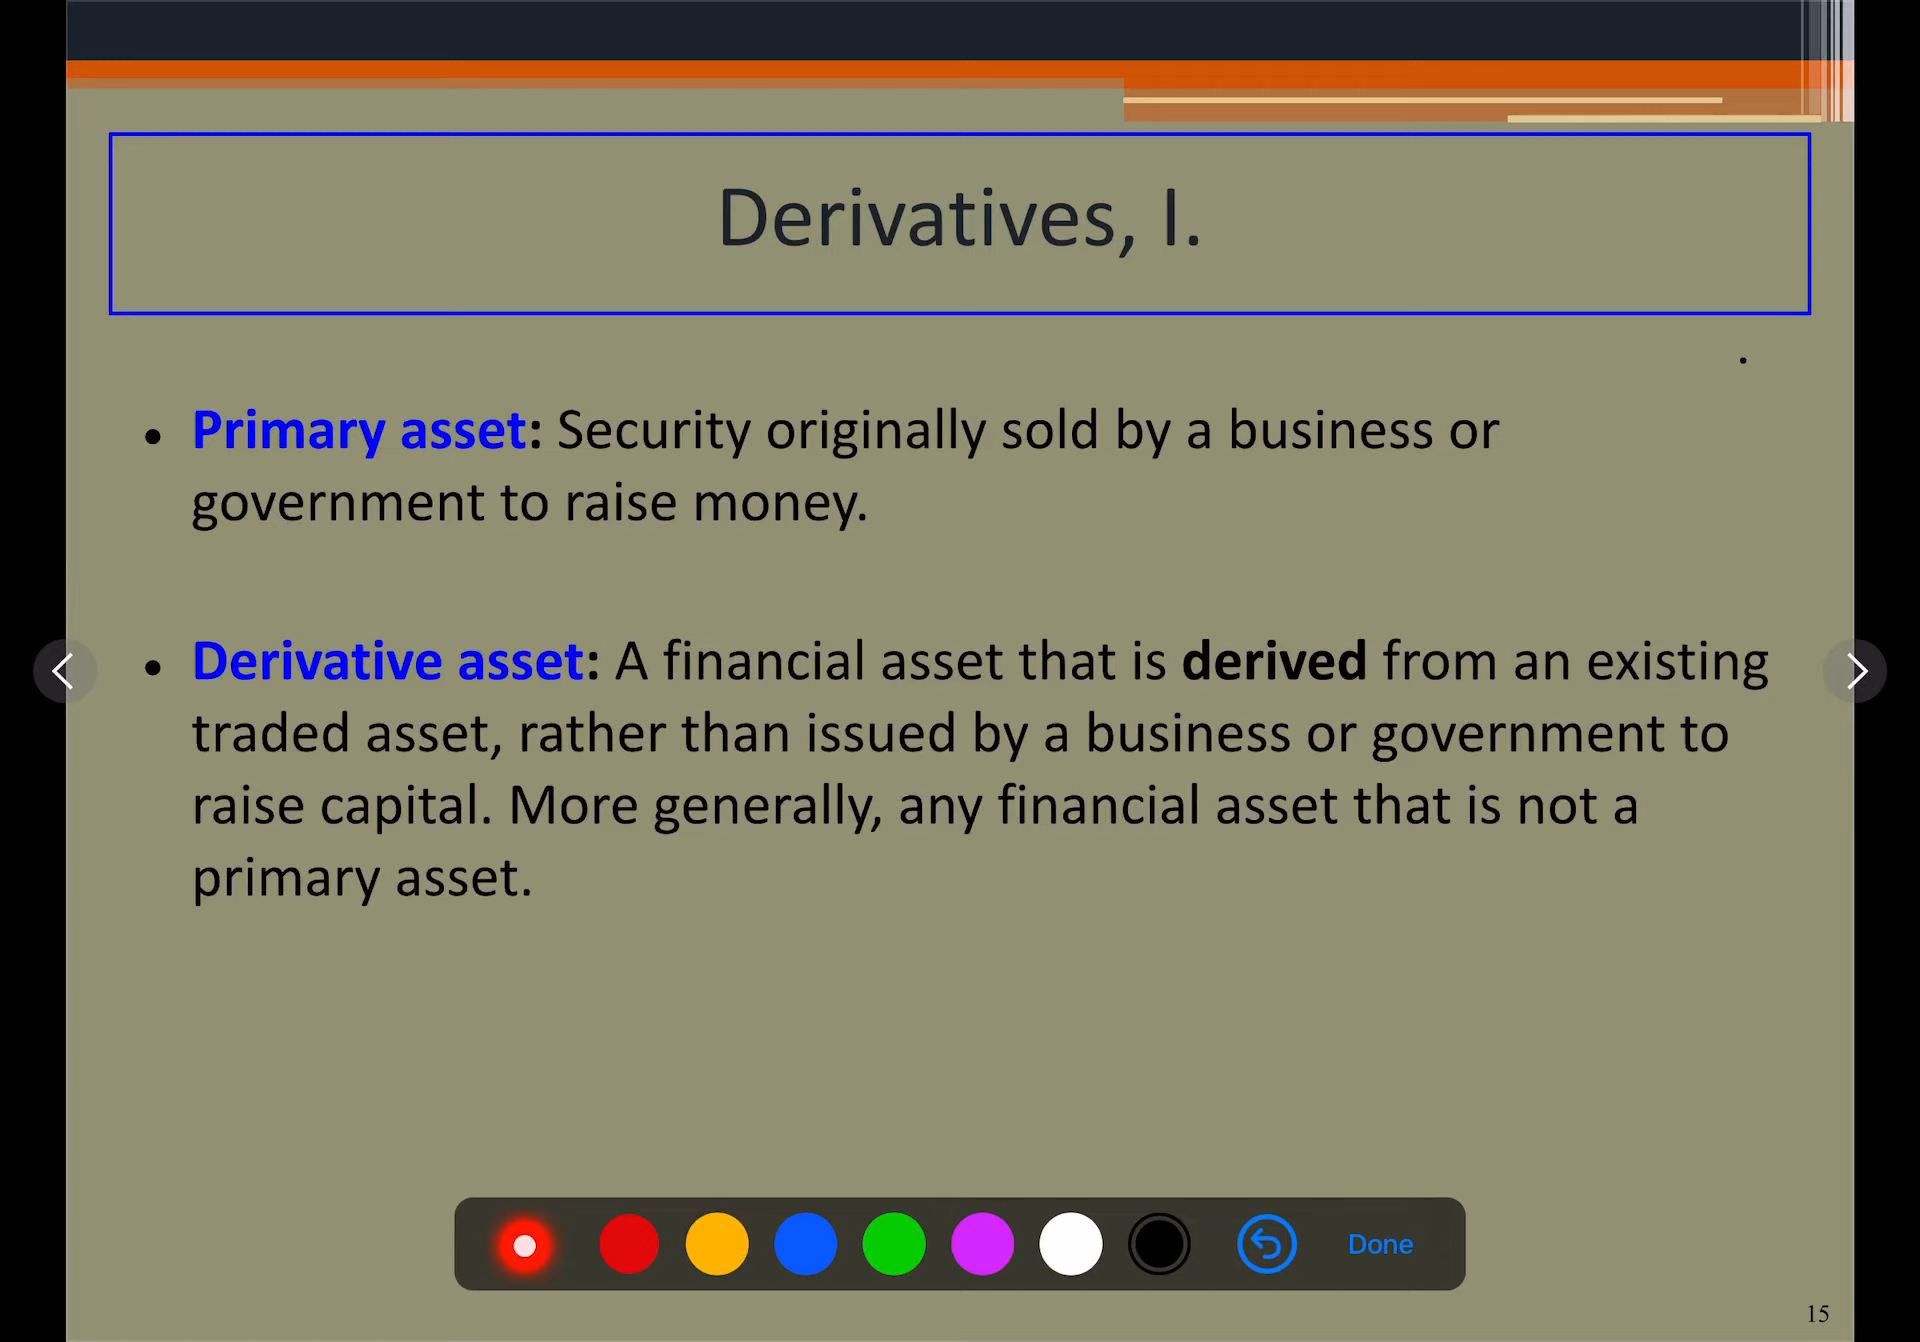 Derivatives, I.
• Primary asset: Security originally sold by a business or
government to raise money.
• Derivative asset: A financial asset that is derived from an existing
traded asset, rather than issued by a business or government to
raise capital. More generally, any financial asset that is not a
primary asset.
Done
15